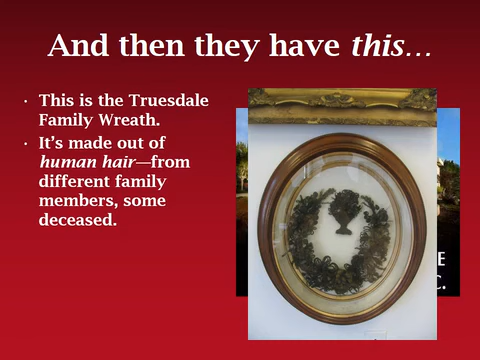 And then they have this…
• This is the Truesdale
Family Wreath.
• It's made out of
human hair—from
different family
members, some
deceased.
E
C.